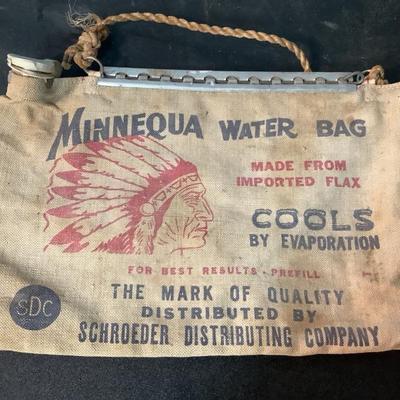 MINNEQUA WATER BAG
MADE FROM
IMPORTED FLAX
COOLS
BY EVAPORATION
FOR BEST RESULTS - PREFILL
THE MARK OF QUALITY
SDC
DISTRIBUTED BY
SCHROEDER DISTRIBUTING COMPANY